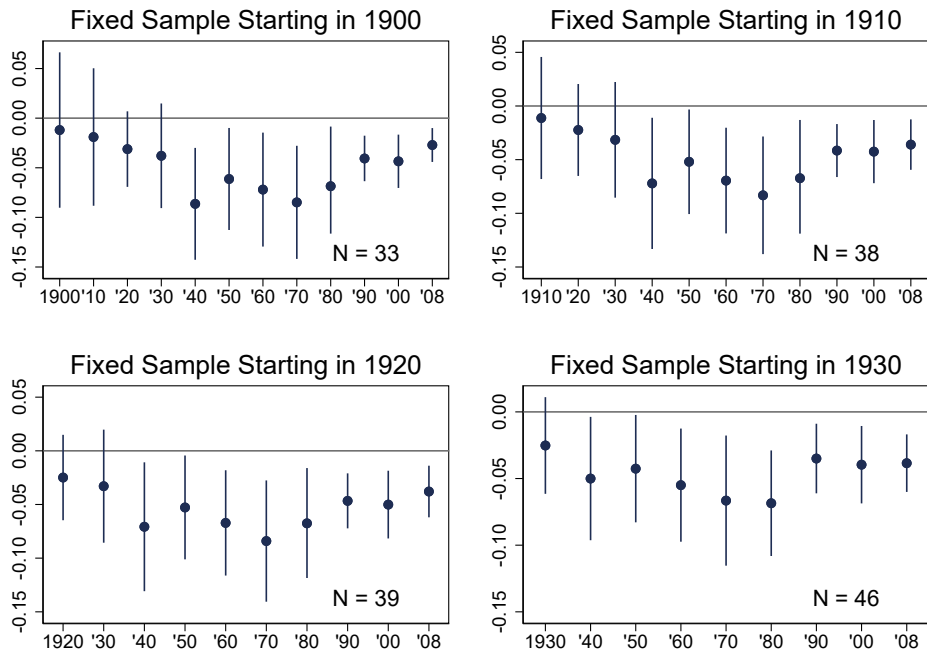 Fixed Sample Starting in 1900
0.05
0.00
-0.05
-0.10
-0.15
N = 33
1900 '10 '20 '30 '40 '50 '60 '70 '80 '90 '00 '08
Fixed Sample Starting in 1910
0.05
0.00
-0.05
-0.10
-0.15
N = 38
1910 '20 '30 '40 '50 '60 '70 '80 '90 '00 '08
Fixed Sample Starting in 1920
0.05
0.00
-0.05
-0.10
-0.15
N = 39
1920 '30 '40 '50 '60 '70 '80 '90 '00 '08
Fixed Sample Starting in 1930
0.00
-0.05
-0.10
-0.15
N = 46
1930 '40 '50 '60 '70 '80 '90 '00 '08